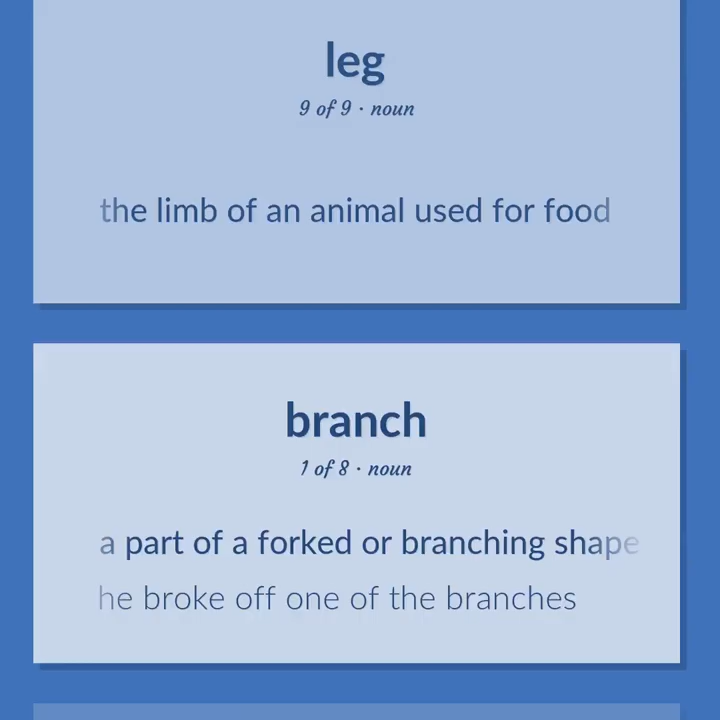 leg
9 of 9 · noun
the limb of an animal used for food
branch
1 of 8 · noun
a part of a forked or branching shape
he broke off one of the branches